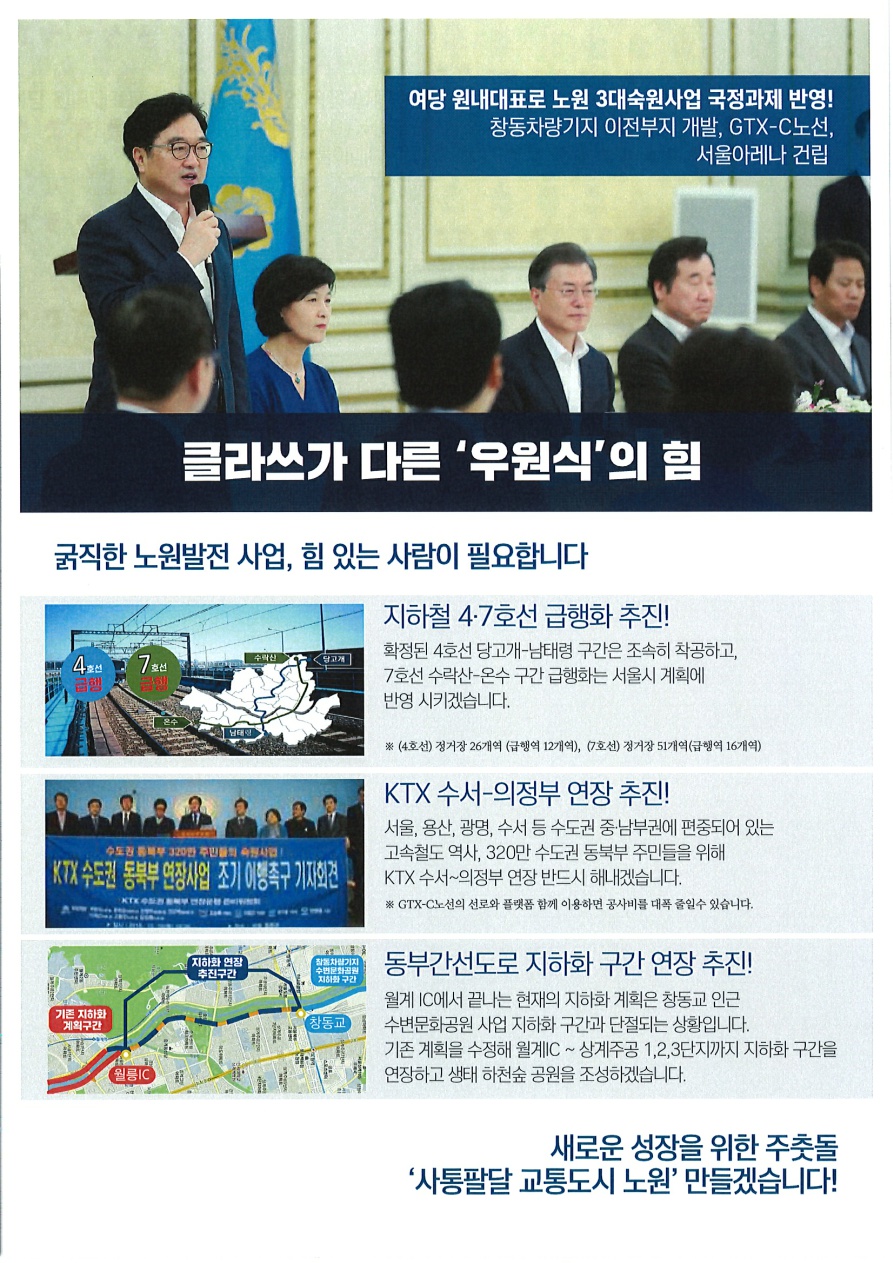 여당 원내대표로 노원 3대숙원사업 국정과제 반영!
창동차량기지 이전부지 개발, GTX-C노선,
서울아레나 건립
클라쓰가 다른 ‘우원식’의 힘
굵직한 노원발전 사업, 힘 있는 사람이 필요합니다
4호선
급행
7호선
급행
수락산
당고개
온수
남태령
지하철 4·7호선 급행화 추진!
확정된 4호선 당고개-남태령 구간은 조속히 착공하고,
7호선 수락산-온수 구간 급행화는 서울시 계획에
반영 시키겠습니다.
※ (4호선) 정거장 26개역 (급행역 12개역), (7호선) 정거장 51개역(급행역 16개역)
수도권 동북부 320만 주민들의 숙원사업!
KTX 수도권 동북부 연장사업 조기 이행촉구 기자회견
KTX 수도권 동북부 연장운행
KTX 수서-의정부 연장 추진!
서울, 용산, 광명, 수서 등 수도권 중·남부권에 편중되어 있는
고속철도 역사, 320만 수도권 동북부 주민들을 위해
KTX 수서~의정부 연장 반드시 해내겠습니다.
※ GTX-C노선의 선로와 플랫폼 함께 이용하면 공사비를 대폭 줄일수 있습니다.
지하화 연장
추진구간
창동차량기지
수변문화공원
지하화 구간
기존 지하화
계획구간
창동교
월릉IC
동부간선도로 지하화 구간 연장 추진!
월계 IC에서 끝나는 현재의 지하화 계획은 창동교 인근
수변문화공원 사업 지하화 구간과 단절되는 상황입니다.
기존 계획을 수정해 월계IC ~ 상계주공 1,2,3단지까지 지하화 구간을
연장하고 생태 하천숲 공원을 조성하겠습니다.
새로운 성장을 위한 주춧돌
‘사통팔달 교통도시 노원’ 만들겠습니다!